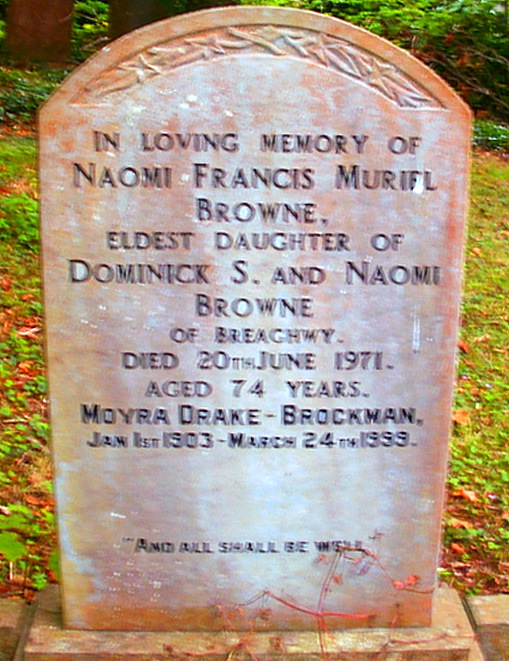 IN LOVING MEMORY OF
NAOMI FRANCIS MURIEL
BROWNE,
ELDEST DAUGHTER OF
DOMINICK S. AND NAOMI
BROWNE
OF BREAGHWY.
DIED 20TH JUNE 1971.
AGED 74 YEARS.
MOYRA DRAKE-BROCKMAN,
JAN 1ST 1903-MARCH 24TH 1999.
"AND ALL SHALL BE WELL"